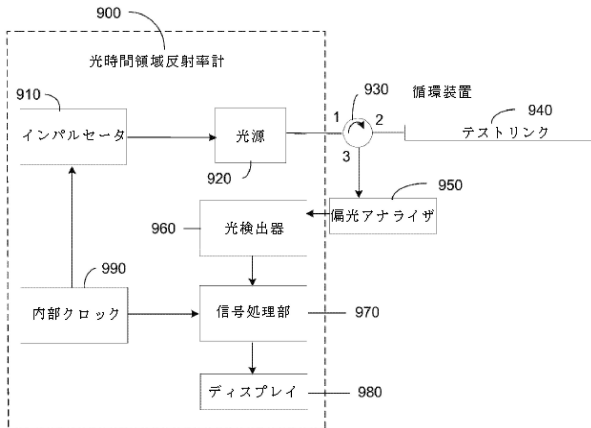 900
光時間領域反射率計
910
インパルセータ
光源
920
930
循環装置
1
2
3
940
テストリンク
950
偏光アナライザ
960
光検出器
990
内部クロック
信号処理部
970
ディスプレイ
980